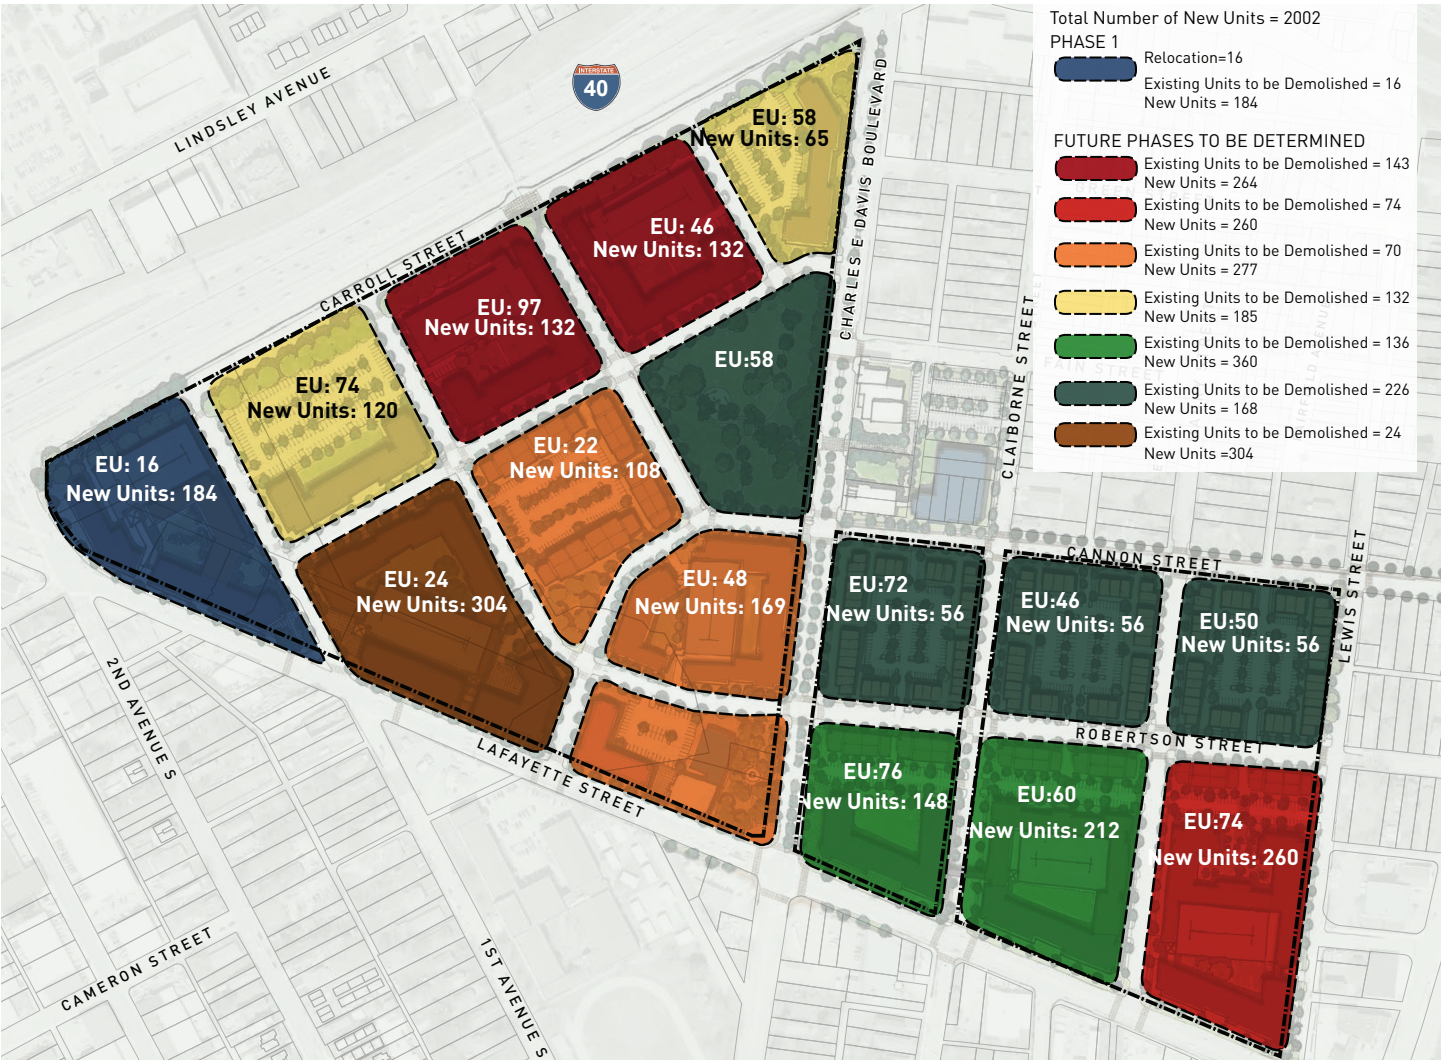 Total Number of New Units = 2002
PHASE 1
Relocation=16
Existing Units to be Demolished = 16
New Units = 184
FUTURE PHASES TO BE DETERMINED
Existing Units to be Demolished = 143
New Units = 264
Existing Units to be Demolished = 74
New Units = 260
Existing Units to be Demolished = 70
New Units = 277
Existing Units to be Demolished = 132
New Units = 185
Existing Units to be Demolished = 136
New Units = 360
Existing Units to be Demolished = 226
New Units = 168
Existing Units to be Demolished = 24
New Units =304
LINDSLEY AVENUE
INTERSTATE
40
CHARLES E DAVIS BOULEVARD
EU: 58
New Units: 65
EU: 46
New Units: 132
CARROLL STREET
EU: 97
New Units: 132
EU:58
CLAIBORNE STREET
FAIN STREET
EU: 74
New Units: 120
EU: 22
New Units: 108
EU: 16
New Units: 184
EU: 24
New Units: 304
EU: 48
New Units: 169
CANNON STREET
LEWIS STREET
EU:72
New Units: 56
EU:46
New Units: 56
EU:50
New Units: 56
2ND AVENUE S
LAFAYETTE STREET
ROBERTSON STREET
EU:76
New Units: 148
EU:60
New Units: 212
EU:74
New Units: 260
CAMERON STREET
1ST AVENUE S